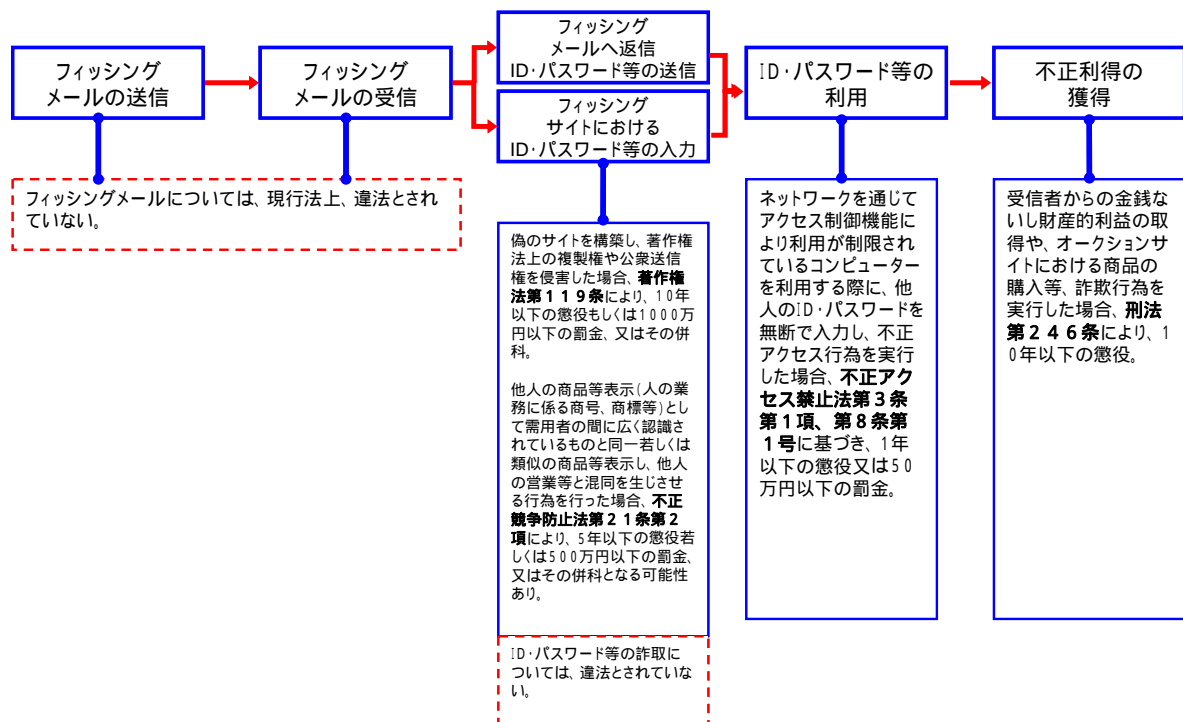 フィッシング
メールの送信
フィッシング
メールの受信
フィッシング
メールへ返信
ID・パスワード等の送信
フィッシング
サイトにおける
ID・パスワード等の入力
ID・パスワード等の
利用
不正利得の
獲得
フィッシングメールについては、現行法上、違法とされ
ていない。
偽のサイトを構築し、著作権
法上の複製権や公衆送信
権を侵害した場合、著作権
法第119条により、10年
以下の懲役もしくは1000万
円以下の罰金、又はその併
科。
他人の商品等表示(人の業
務に係る商号、商標等)とし
て需用者の間に広く認識さ
れているものと同一若しくは
類似の商品等表示し、他人
の営業等と混同を生じさせ
る行為を行った場合、不正
競争防止法第21条第2
項により、5年以下の懲役若
しくは500万円以下の罰金、
又はその併科となる可能性
あり。
ID・パスワード等の詐取に
ついては、違法とされていな
い。
ネットワークを通じて
アクセス制御機能に
より利用が制限され
ているコンピューター
を利用する際に、他
人のID・パスワードを
無断で入力し、不正
アクセス行為を実行
した場合、不正アク
セス禁止法第3条
第1項、第8条第
1号に基づき、1年
以下の懲役又は50
万円以下の罰金。
受信者からの金銭な
いし財産的利益の取
得や、オークションサ
イトにおける商品の
購入等、詐欺行為を
実行した場合、刑法
第246条により、1
0年以下の懲役。